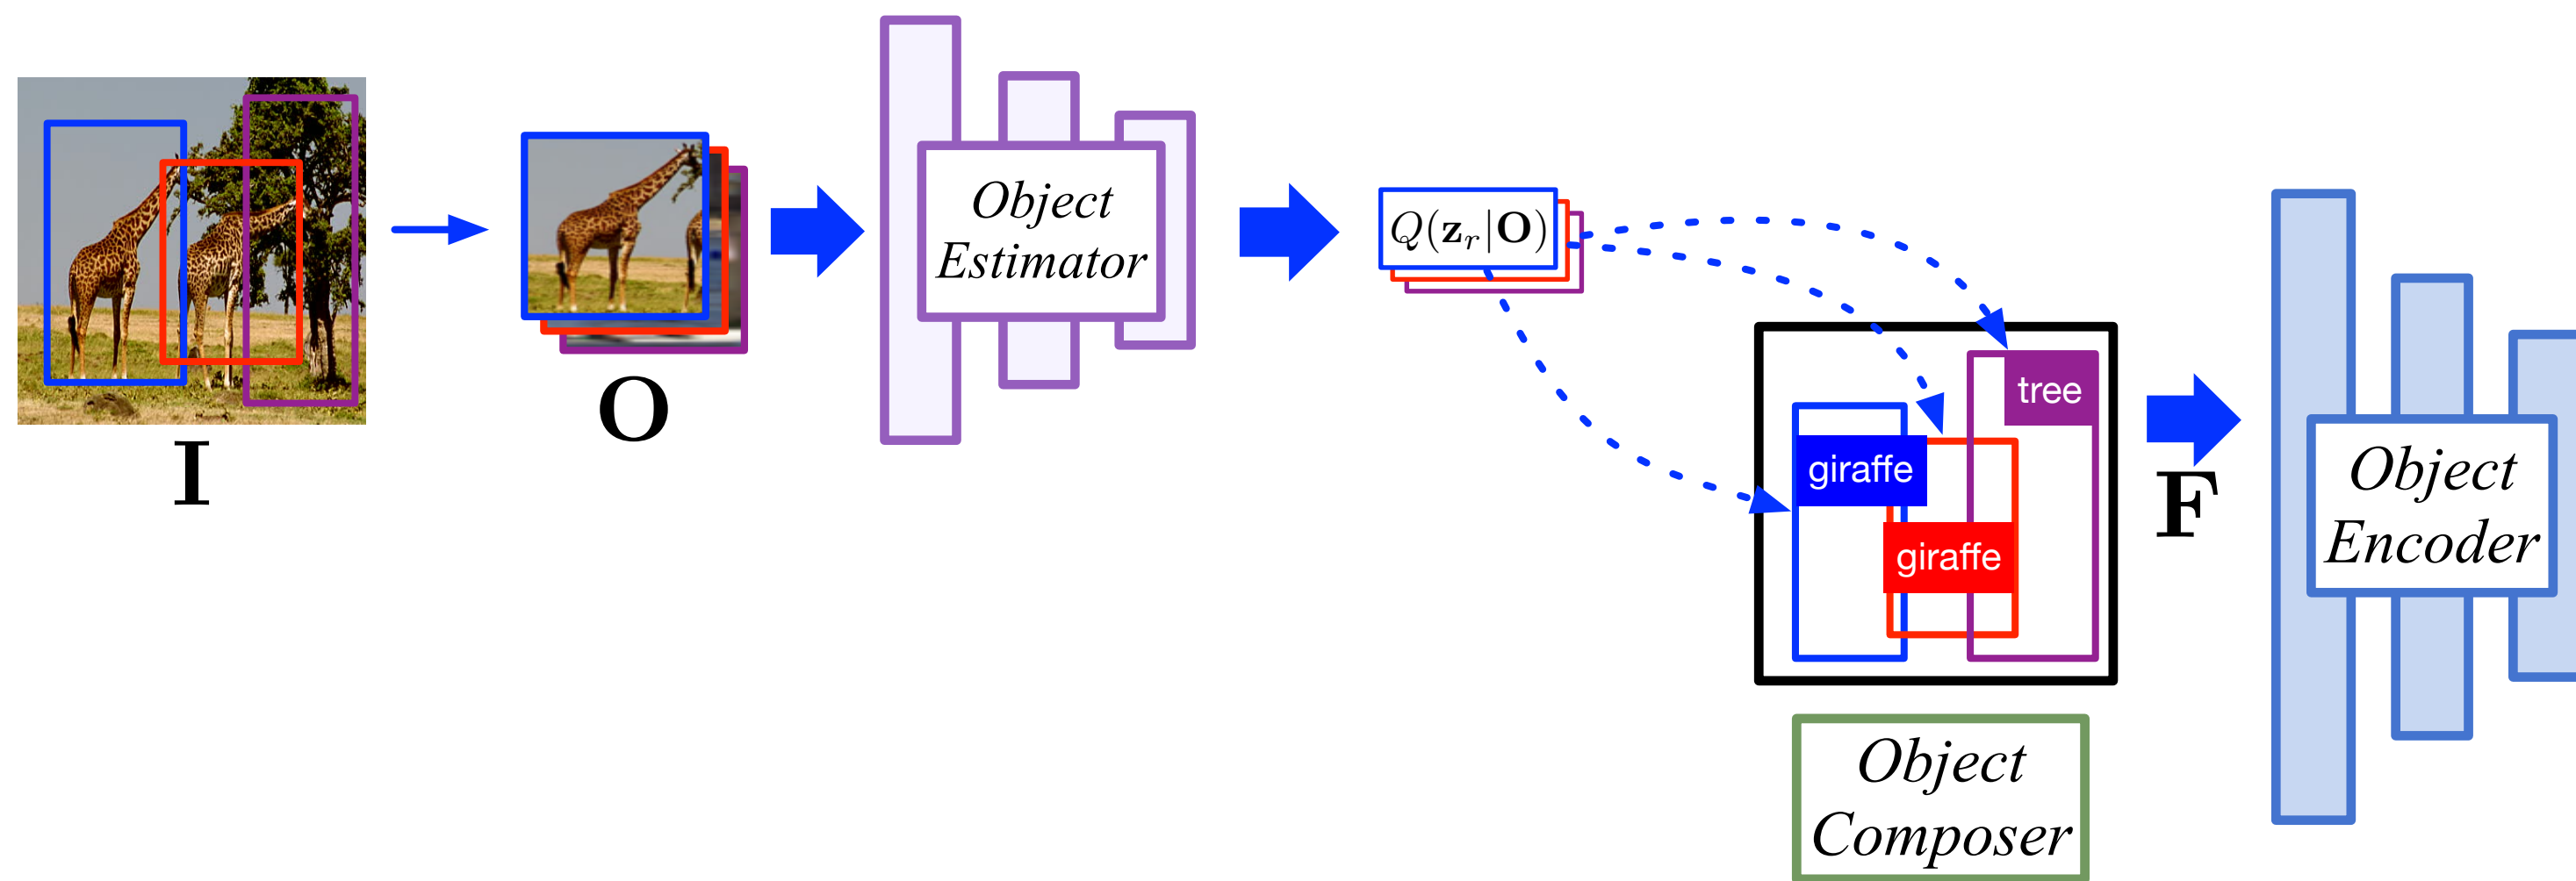 I
O
Object
Estimator
Q(𝐳ᵣ|𝐎)
tree
giraffe
giraffe
F
Object
Encoder
Object
Composer